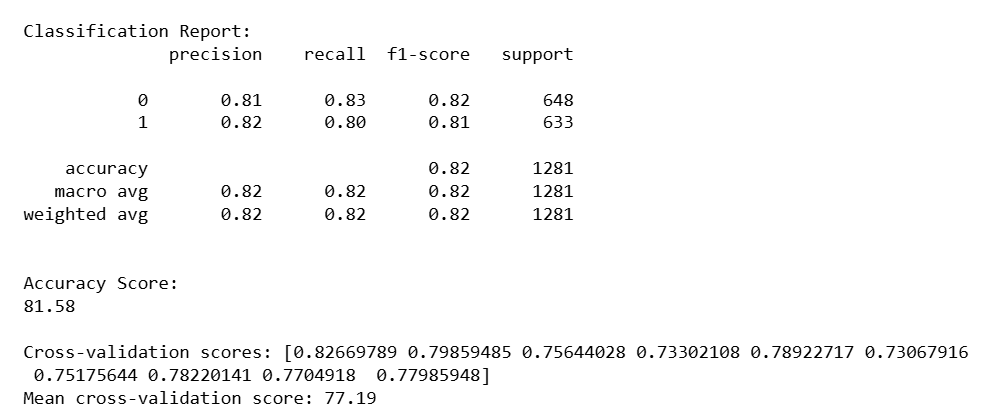 Classification Report:
precision recall f1-score support
0 0.81 0.83 0.82 648
1 0.82 0.80 0.81 633
accuracy 0.82 1281
macro avg 0.82 0.82 0.82 1281
weighted avg 0.82 0.82 0.82 1281
Accuracy Score:
81.58
Cross-validation scores: [0.82669789 0.79859485 0.75644028 0.73302108 0.78922717 0.73067916
0.75175644 0.78220141 0.7704918 0.77985948]
Mean cross-validation score: 77.19